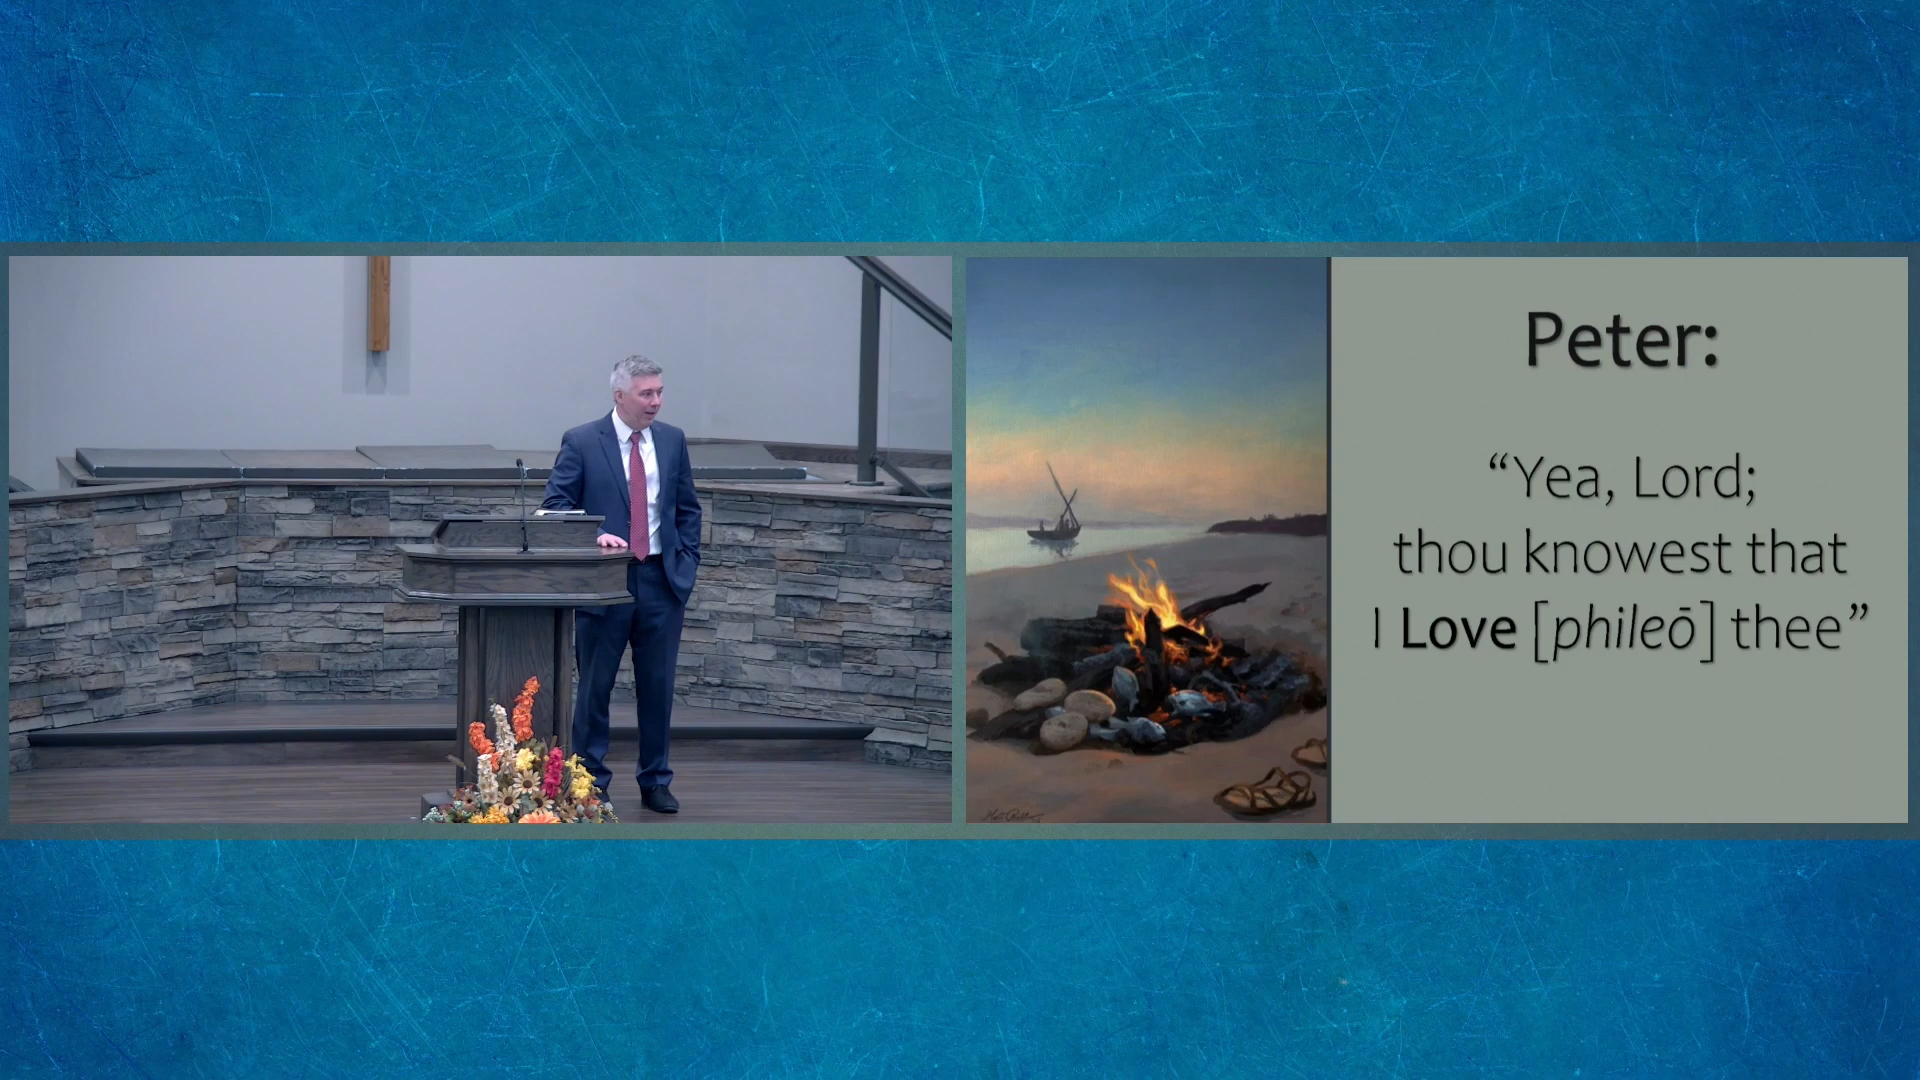 Peter:
“Yea, Lord;
thou knowest that
I Love [phileō] thee”